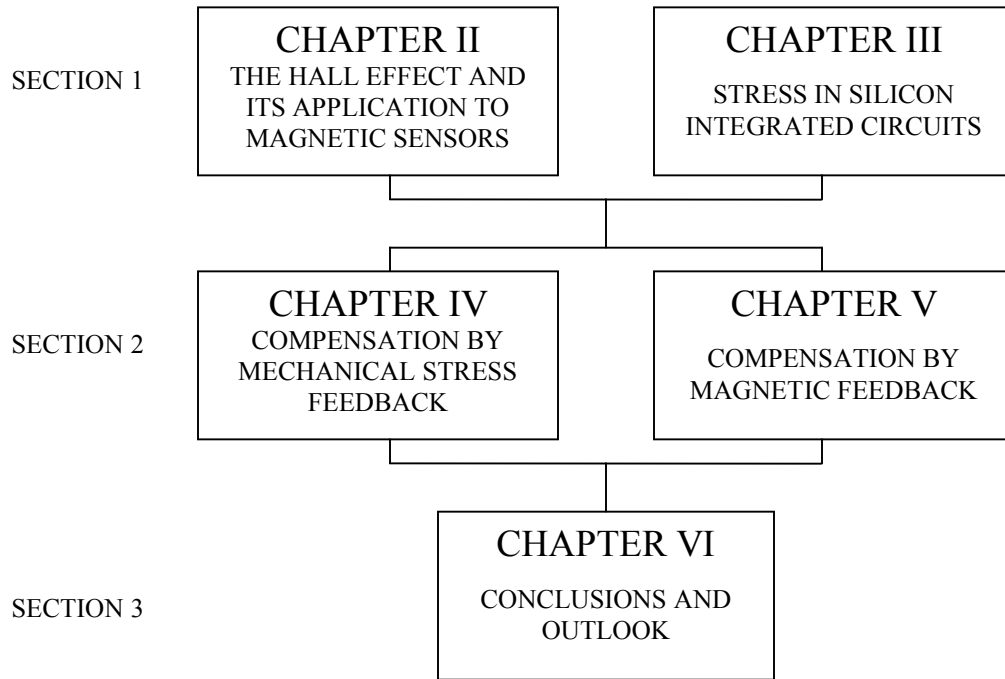 SECTION 1
CHAPTER II
THE HALL EFFECT AND
ITS APPLICATION TO
MAGNETIC SENSORS
CHAPTER III
STRESS IN SILICON
INTEGRATED CIRCUITS
SECTION 2
CHAPTER IV
COMPENSATION BY
MECHANICAL STRESS
FEEDBACK
CHAPTER V
COMPENSATION BY
MAGNETIC FEEDBACK
SECTION 3
CHAPTER VI
CONCLUSIONS AND
OUTLOOK